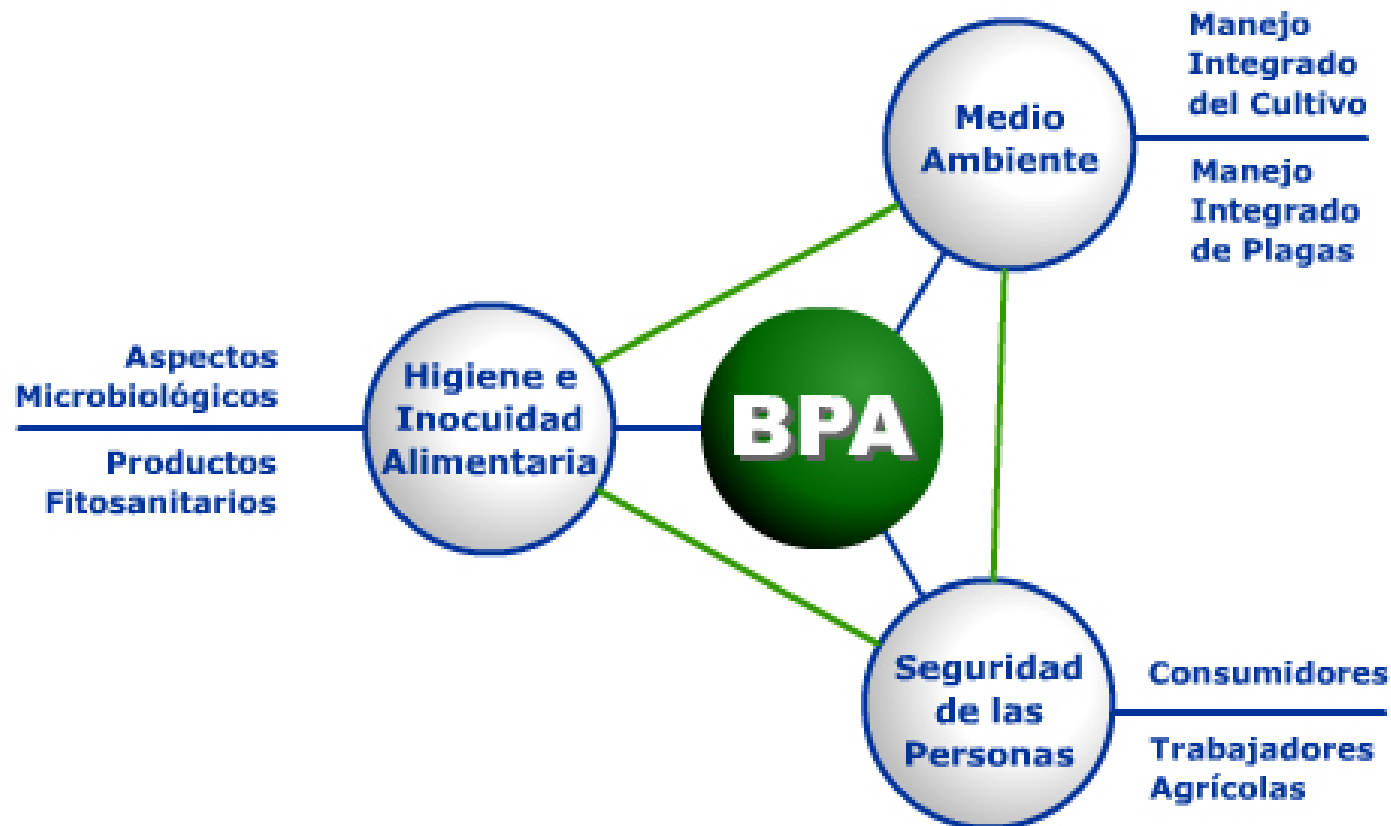 Manejo
Integrado
del Cultivo
Medio
Ambiente
Manejo
Integrado
de Plagas
Aspectos
Microbiológicos
Higiene e
Inocuidad
Alimentaria
BPA
Productos
Fitosanitarios
Seguridad
de las
Personas
Consumidores
Trabajadores
Agrícolas